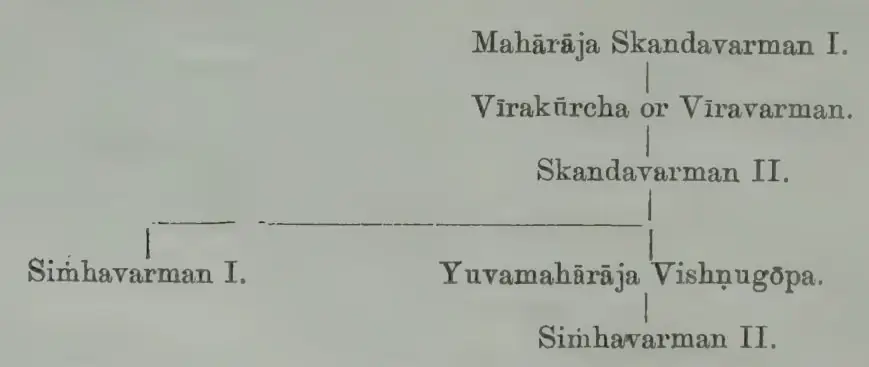 Mahārāja Skandavarman I.
Vīrakūrcha or Vīravarman.
Skandavarman II.
Siṁhavarman I. Yuvamahārāja Vishṇugōpa.
Siṁhavarman II.